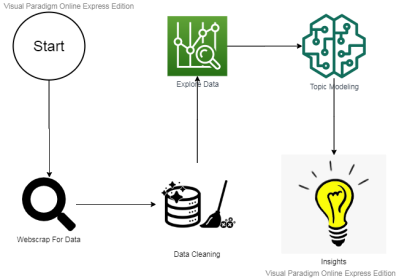 Visual Paradigm Online Express Edition
Start
Explore Data
Topic Modeling
Webscrap For Data
Data Cleaning
Insights
Visual Paradigm Online Express Edition